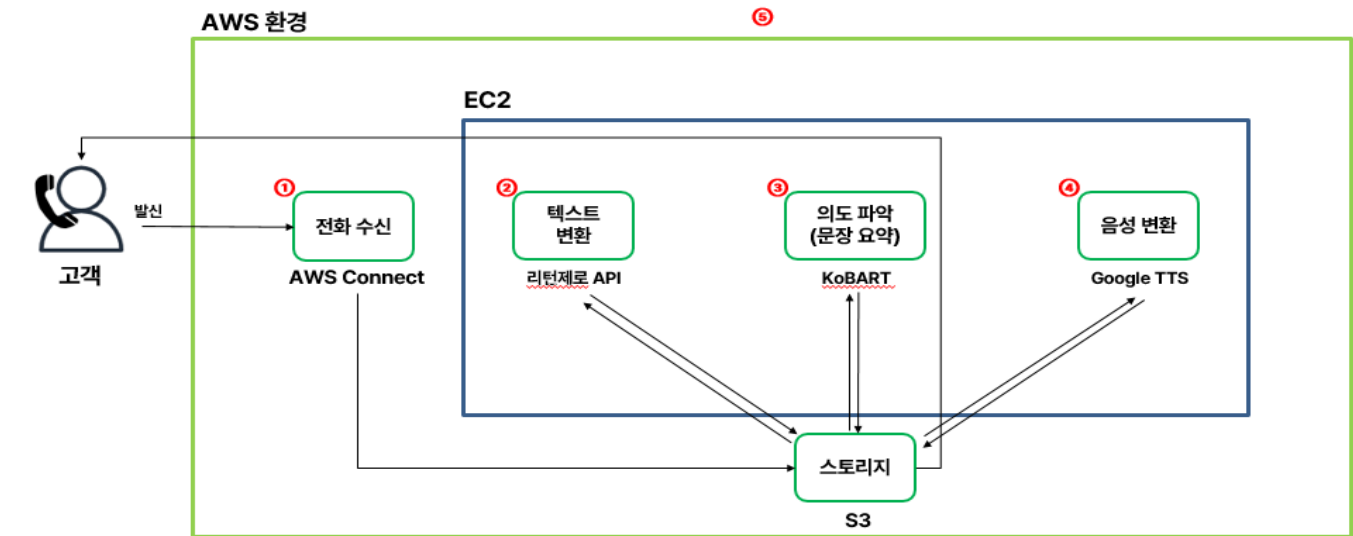 AWS 환경
⑤
EC2
발신
고객
①
전화 수신
AWS Connect
②
텍스트
변환
리턴제로 API
③
의도 파악
(문장 요약)
KoBART
④
음성 변환
Google TTS
스토리지
S3